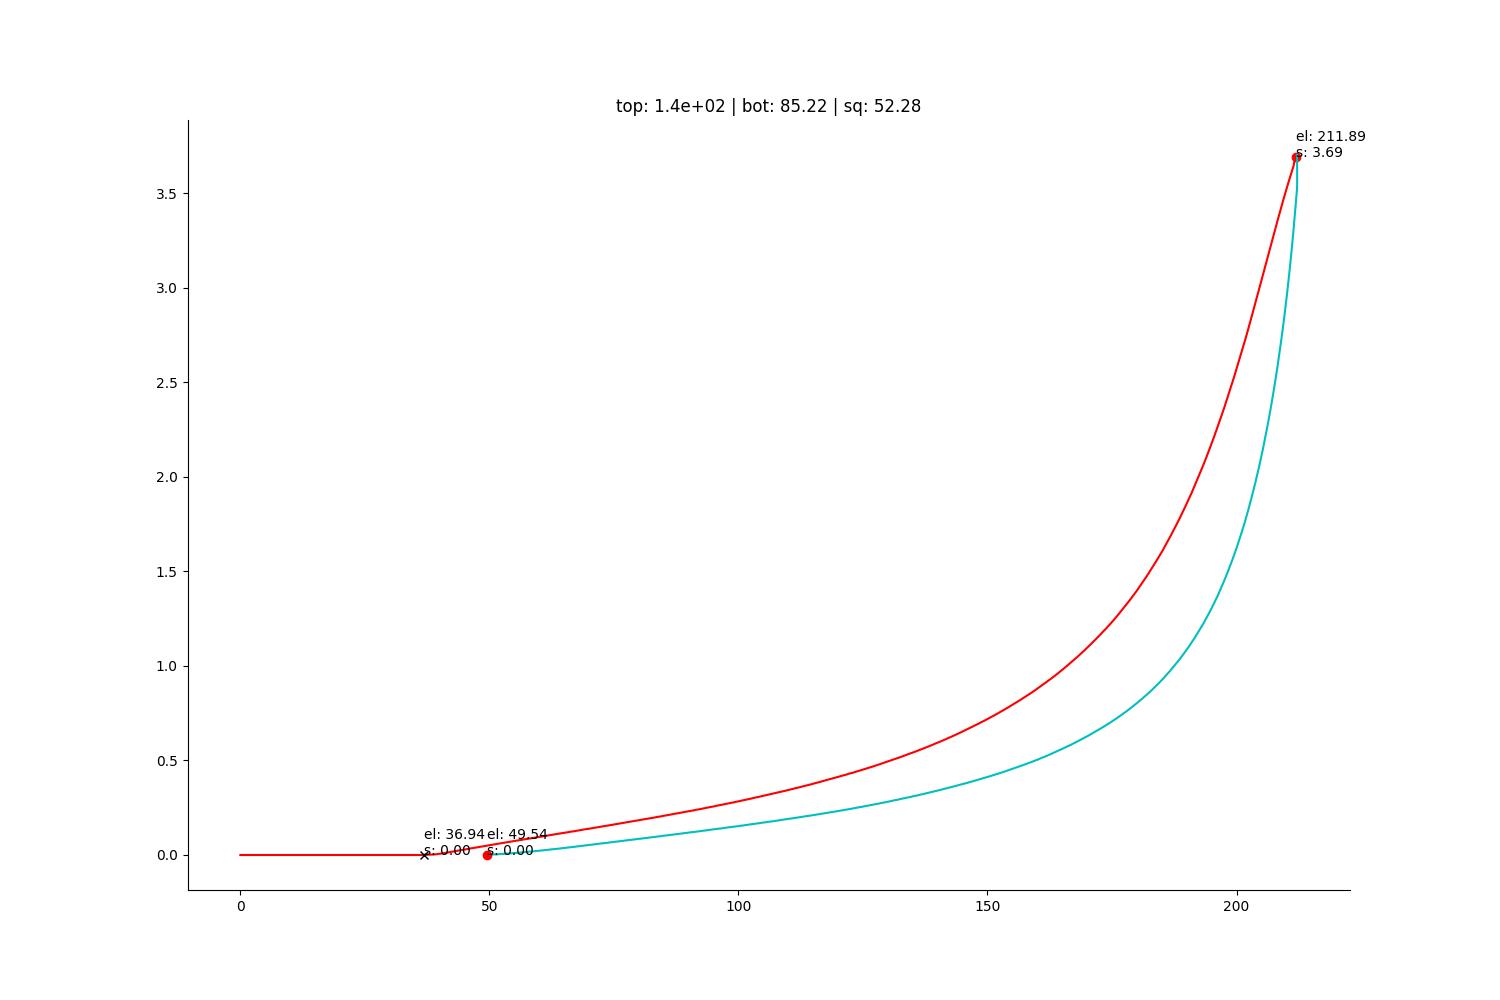 top: 1.4e+02 | bot: 85.22 | sq: 52.28
el: 211.89
s: 3.69
3.5
3.0
2.5
2.0
1.5
1.0
0.5
0.0
el: 36.94
s: 0.00
el: 49.54
s: 0.00
0 50 100 150 200